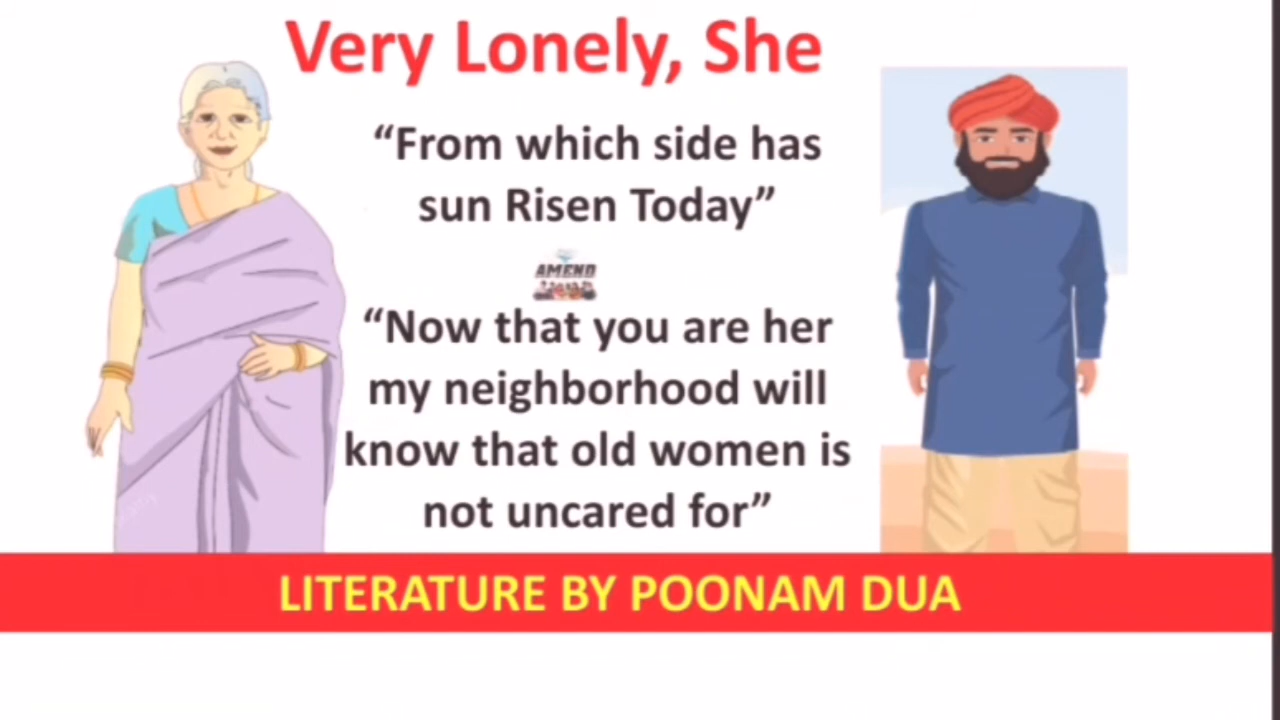 Very Lonely, She
“From which side has
sun Risen Today”
AMEND
“Now that you are her
my neighborhood will
know that old women is
not uncared for”
LITERATURE BY POONAM DUA